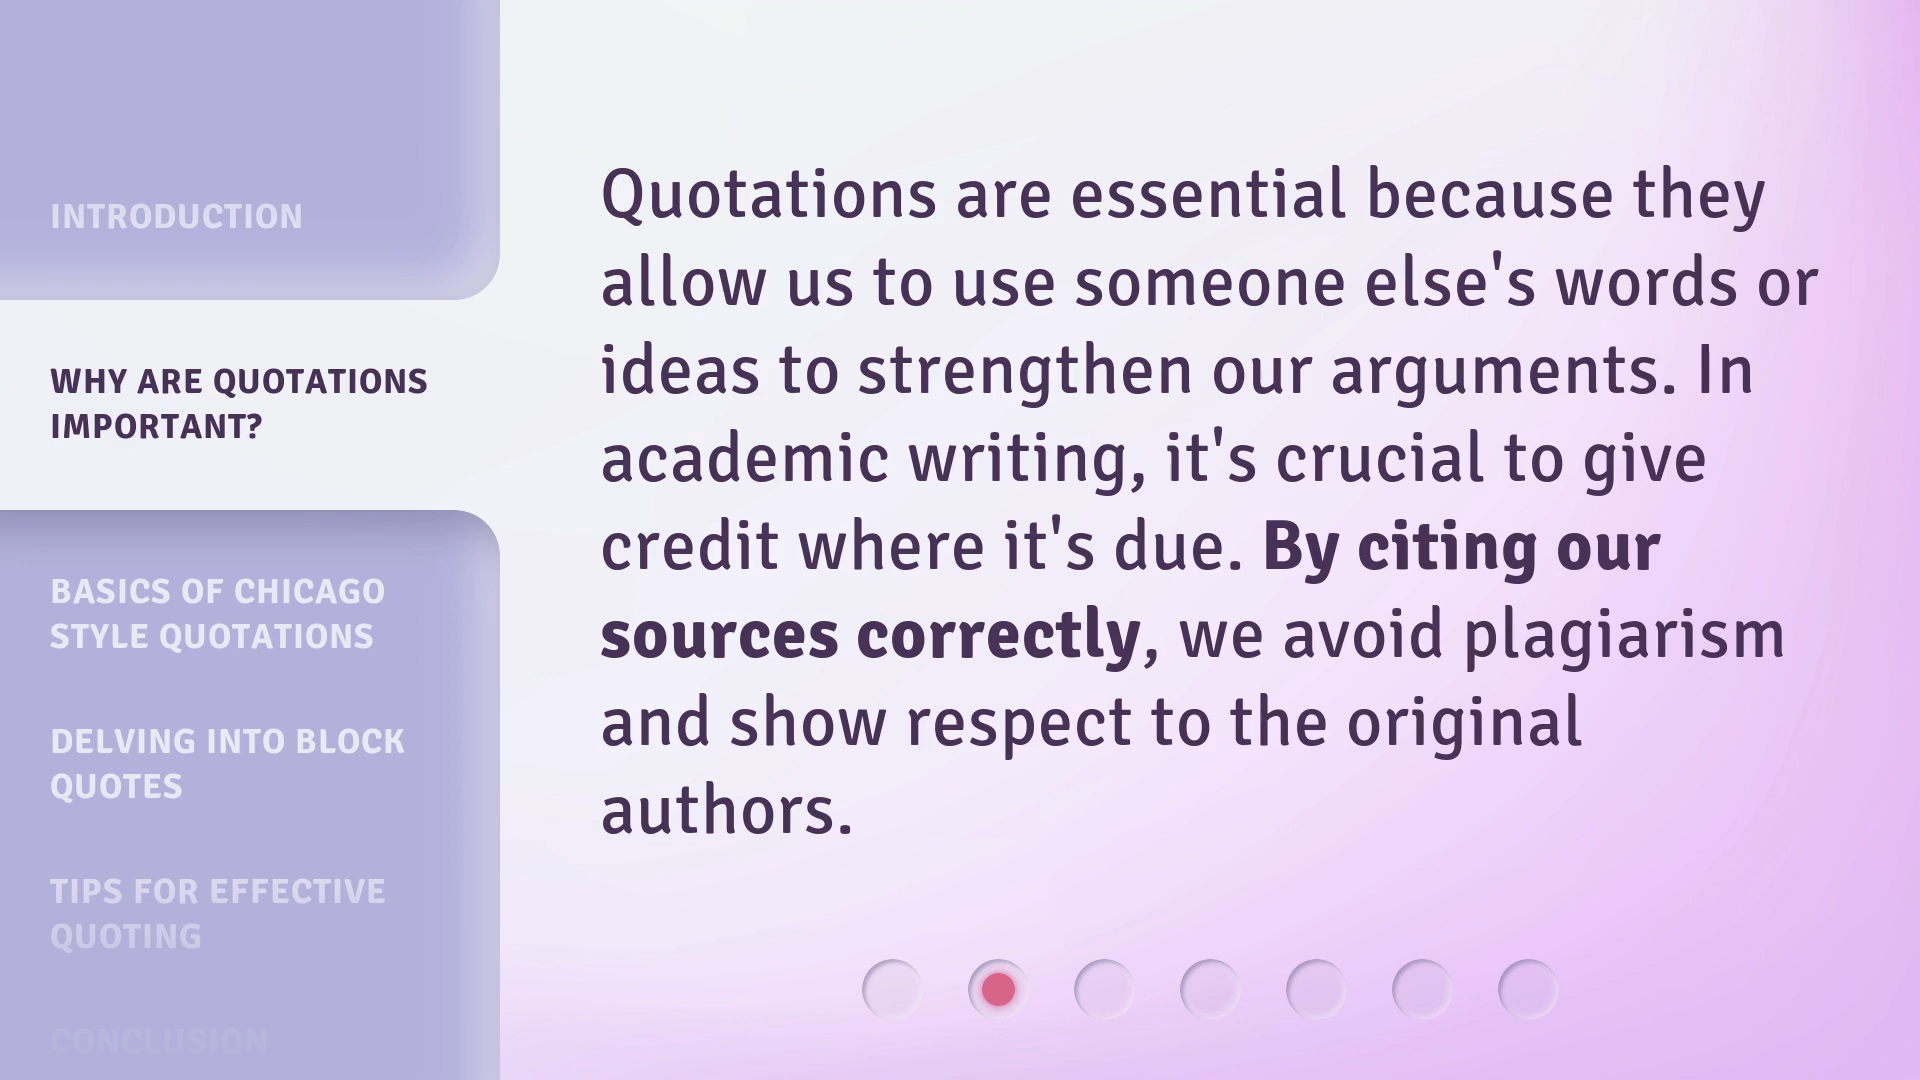 INTRODUCTION
WHY ARE QUOTATIONS
IMPORTANT?
BASICS OF CHICAGO
STYLE QUOTATIONS
DELVING INTO BLOCK
QUOTES
TIPS FOR EFFECTIVE
QUOTING
CONCLUSION
Quotations are essential because they
allow us to use someone else's words or
ideas to strengthen our arguments. In
academic writing, it's crucial to give
credit where it's due. By citing our
sources correctly, we avoid plagiarism
and show respect to the original
authors.